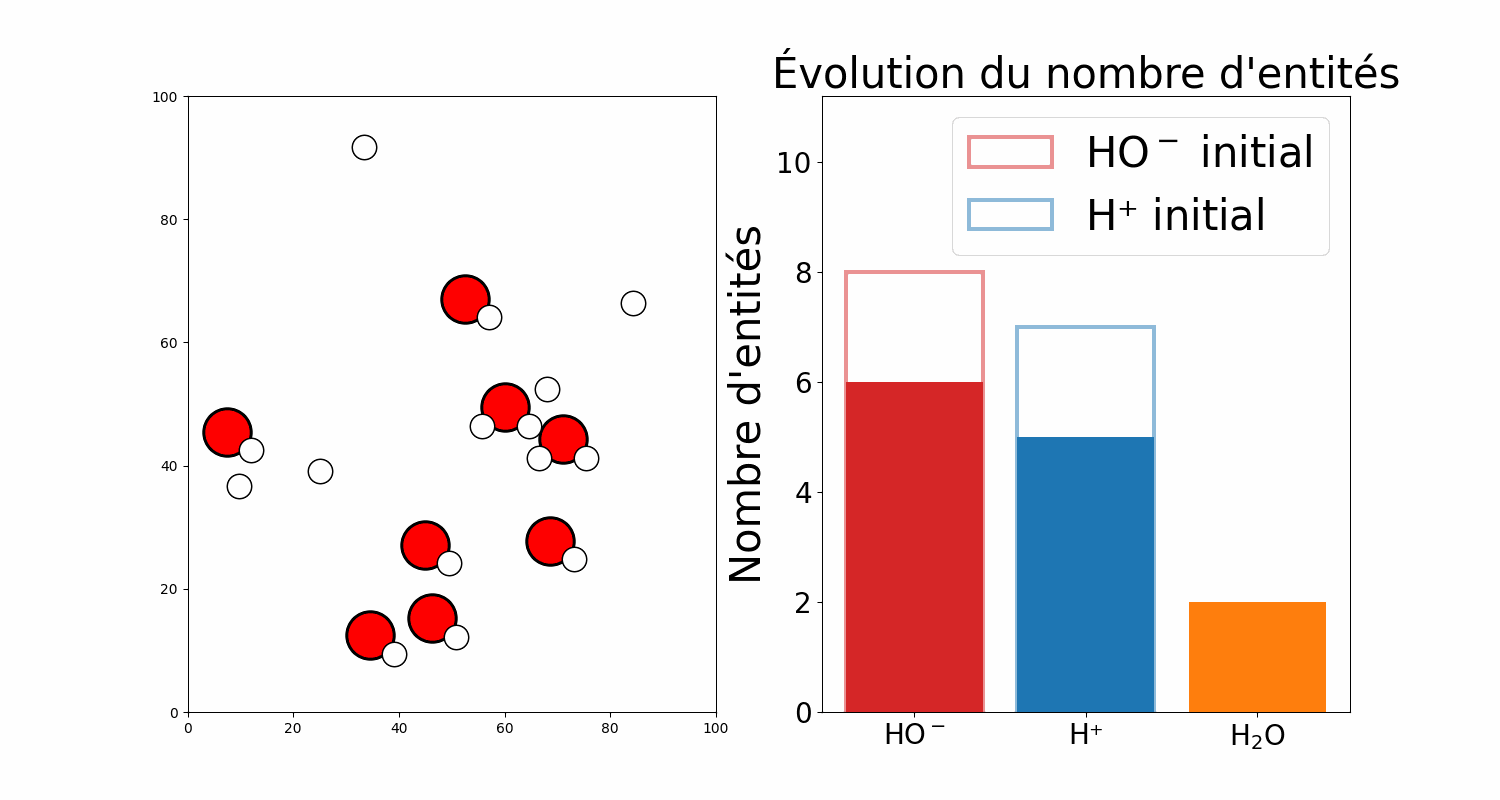 Évolution du nombre d'entités
100
80
60
40
20
0
0 20 40 60 80 100
Nombre d'entités
10
8
6
4
2
0
HO⁻ initial
H⁺ initial
HO⁻ H⁺ H₂O